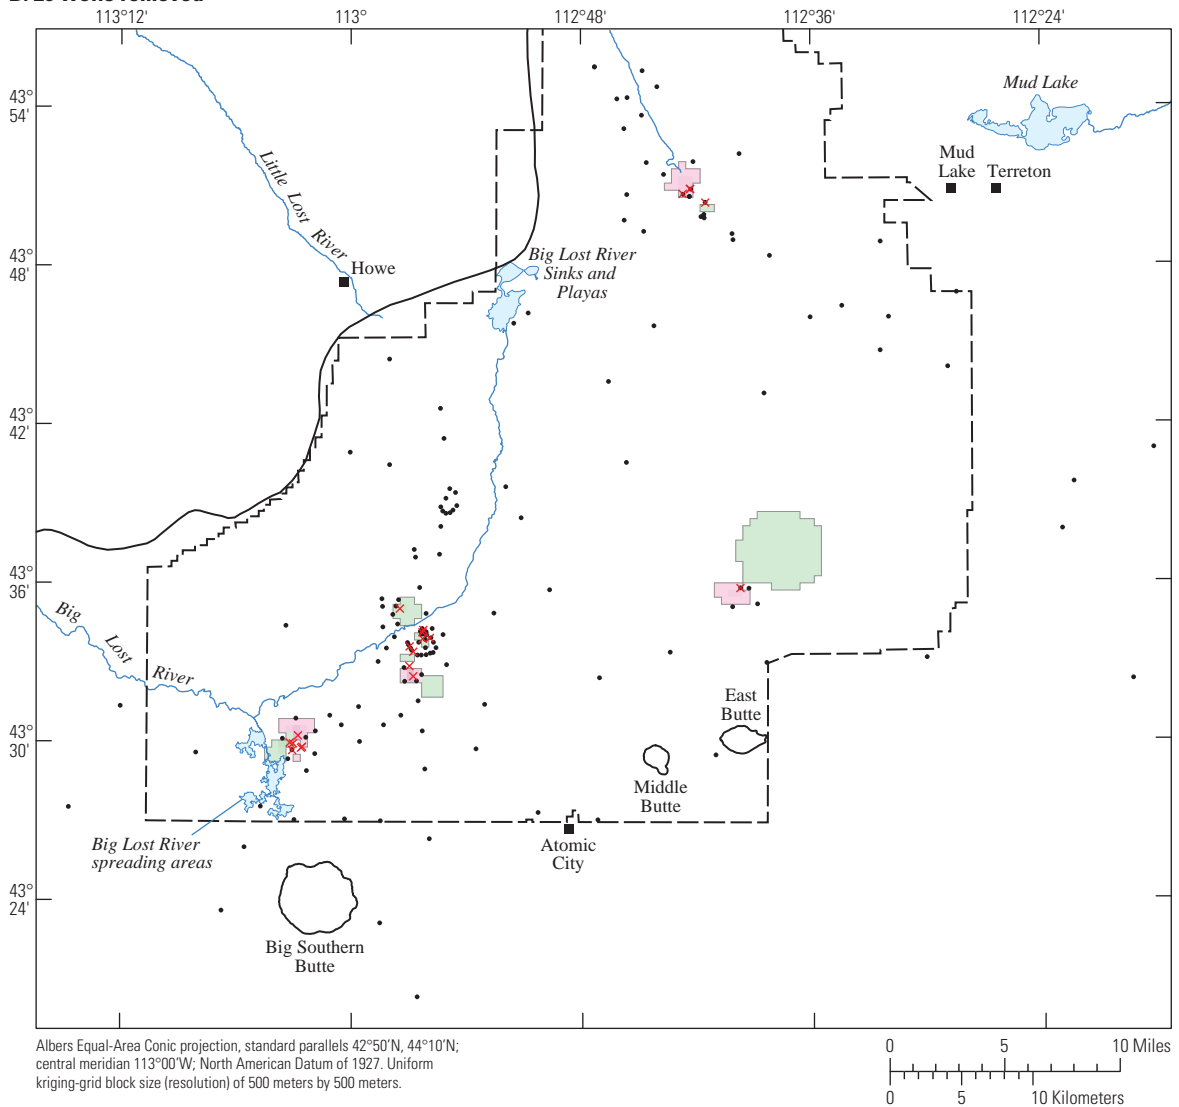 113°12'
113°
112°48'
112°36'
112°24'
43°
54'
Mud Lake
Mud
Lake
Terreton
Little Lost River
43°
48'
Howe
Big Lost River
Sinks and
Playas
43°
42'
43°
36'
Big Lost River
43°
30'
East
Butte
Middle
Butte
Big Lost River
spreading areas
Atomic
City
43°
24'
Big Southern
Butte
Albers Equal-Area Conic projection, standard parallels 42°50'N, 44°10'N;
central meridian 113°00'W; North American Datum of 1927. Uniform
kriging-grid block size (resolution) of 500 meters by 500 meters.
0 5 10 Miles
0 5 10 Kilometers